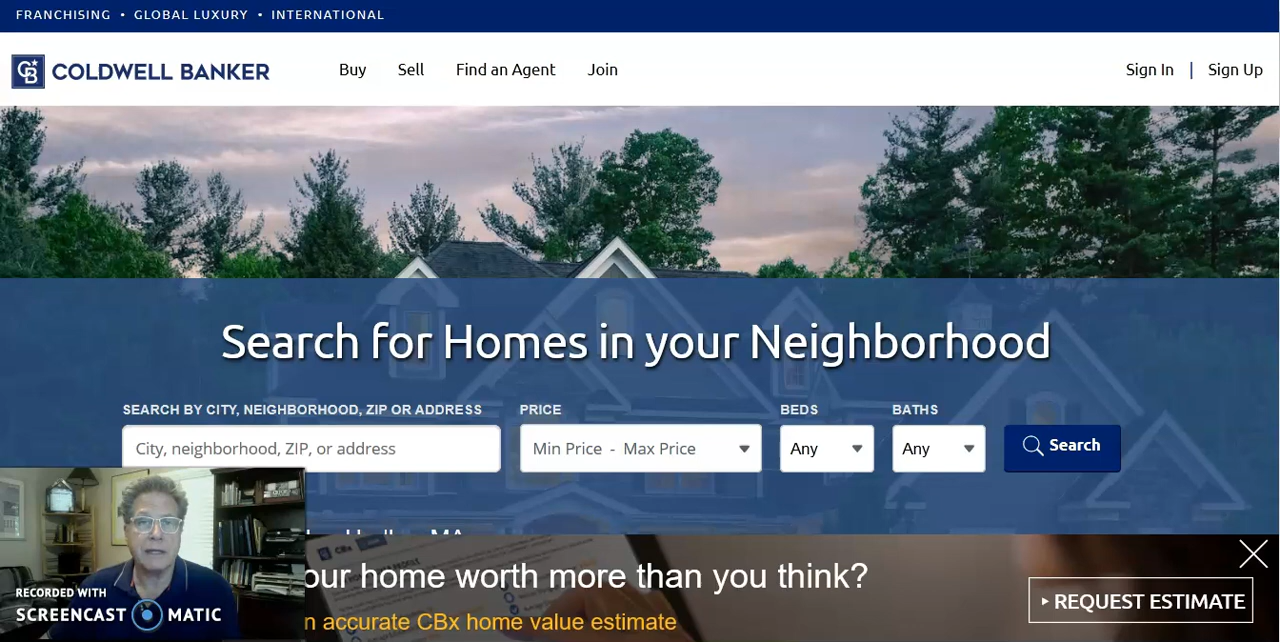 FRANCHISING • GLOBAL LUXURY • INTERNATIONAL
CB COLDWELL BANKER Buy Sell Find an Agent Join Sign In | Sign Up
Search for Homes in your Neighborhood
SEARCH BY CITY, NEIGHBORHOOD, ZIP OR ADDRESS PRICE BEDS BATHS
City, neighborhood, ZIP, or address Min Price - Max Price Any Any Search
MA
CBx
our home worth more than you think?
REQUEST ESTIMATE
n accurate CBx home value estimate
RECORDED WITH
SCREENCAST MATIC